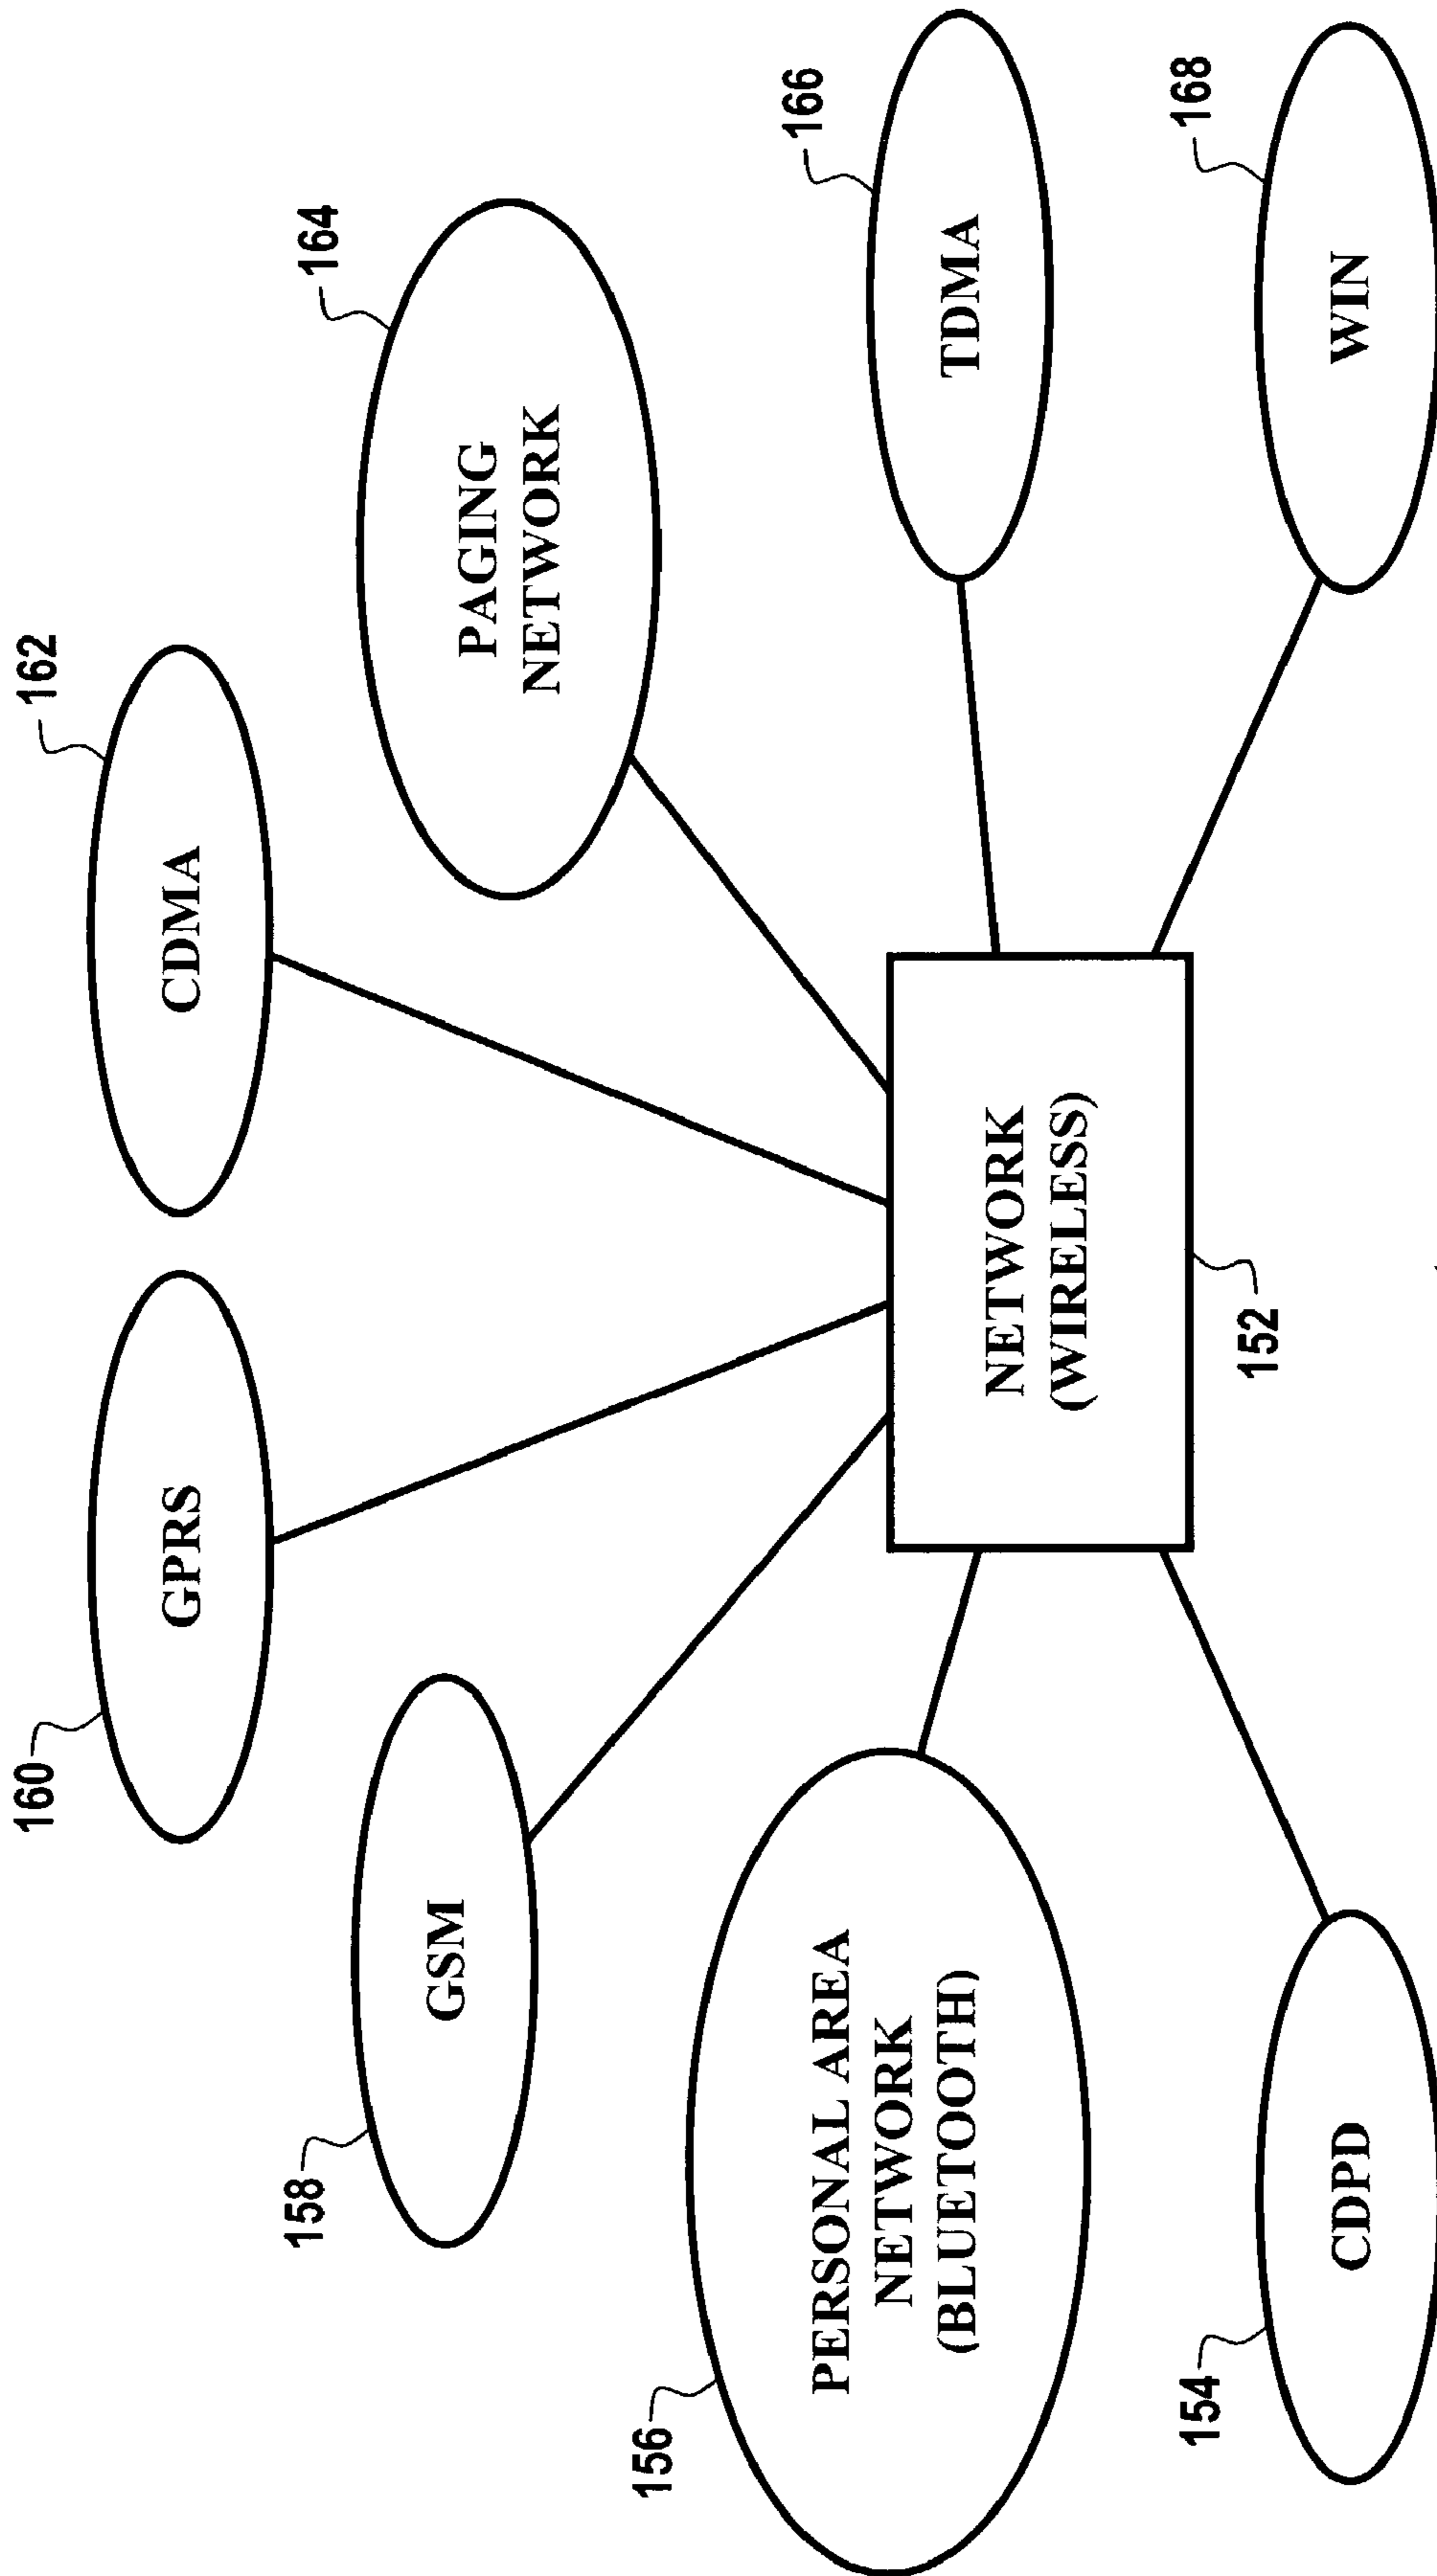 160
GPRS
162
CDMA
158
GSM
164
PAGING
NETWORK
156
PERSONAL AREA
NETWORK
(BLUETOOTH)
166
TDMA
NETWORK
(WIRELESS)
152
154
CDPD
168
WIN